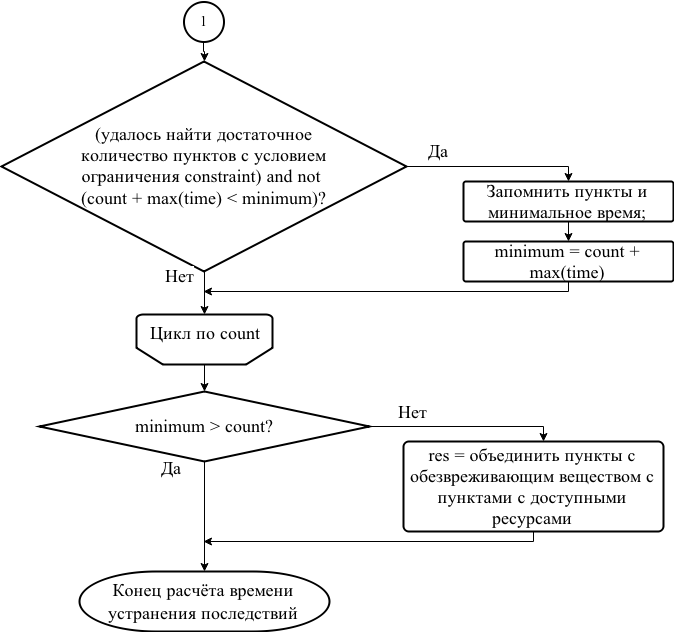 1
(удалось найти достаточное
количество пунктов с условием
ограничения constraint) and not
(count + max(time) < minimum)?
Да
Запомнить пункты и
минимальное время;
minimum = count +
max(time)
Нет
Цикл по count
minimum > count?
Нет
res = объединить пункты с
обезвреживающим веществом с
пунктами с доступными
ресурсами
Да
Конец расчёта времени
устранения последствий